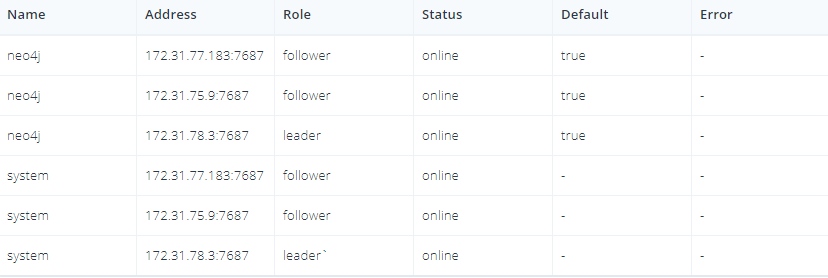 Name Address Role Status Default Error
neo4j 172.31.77.183:7687 follower online true -
neo4j 172.31.75.9:7687 follower online true -
neo4j 172.31.78.3:7687 leader online true -
system 172.31.77.183:7687 follower online - -
system 172.31.75.9:7687 follower online - -
system 172.31.78.3:7687 leader` online - -